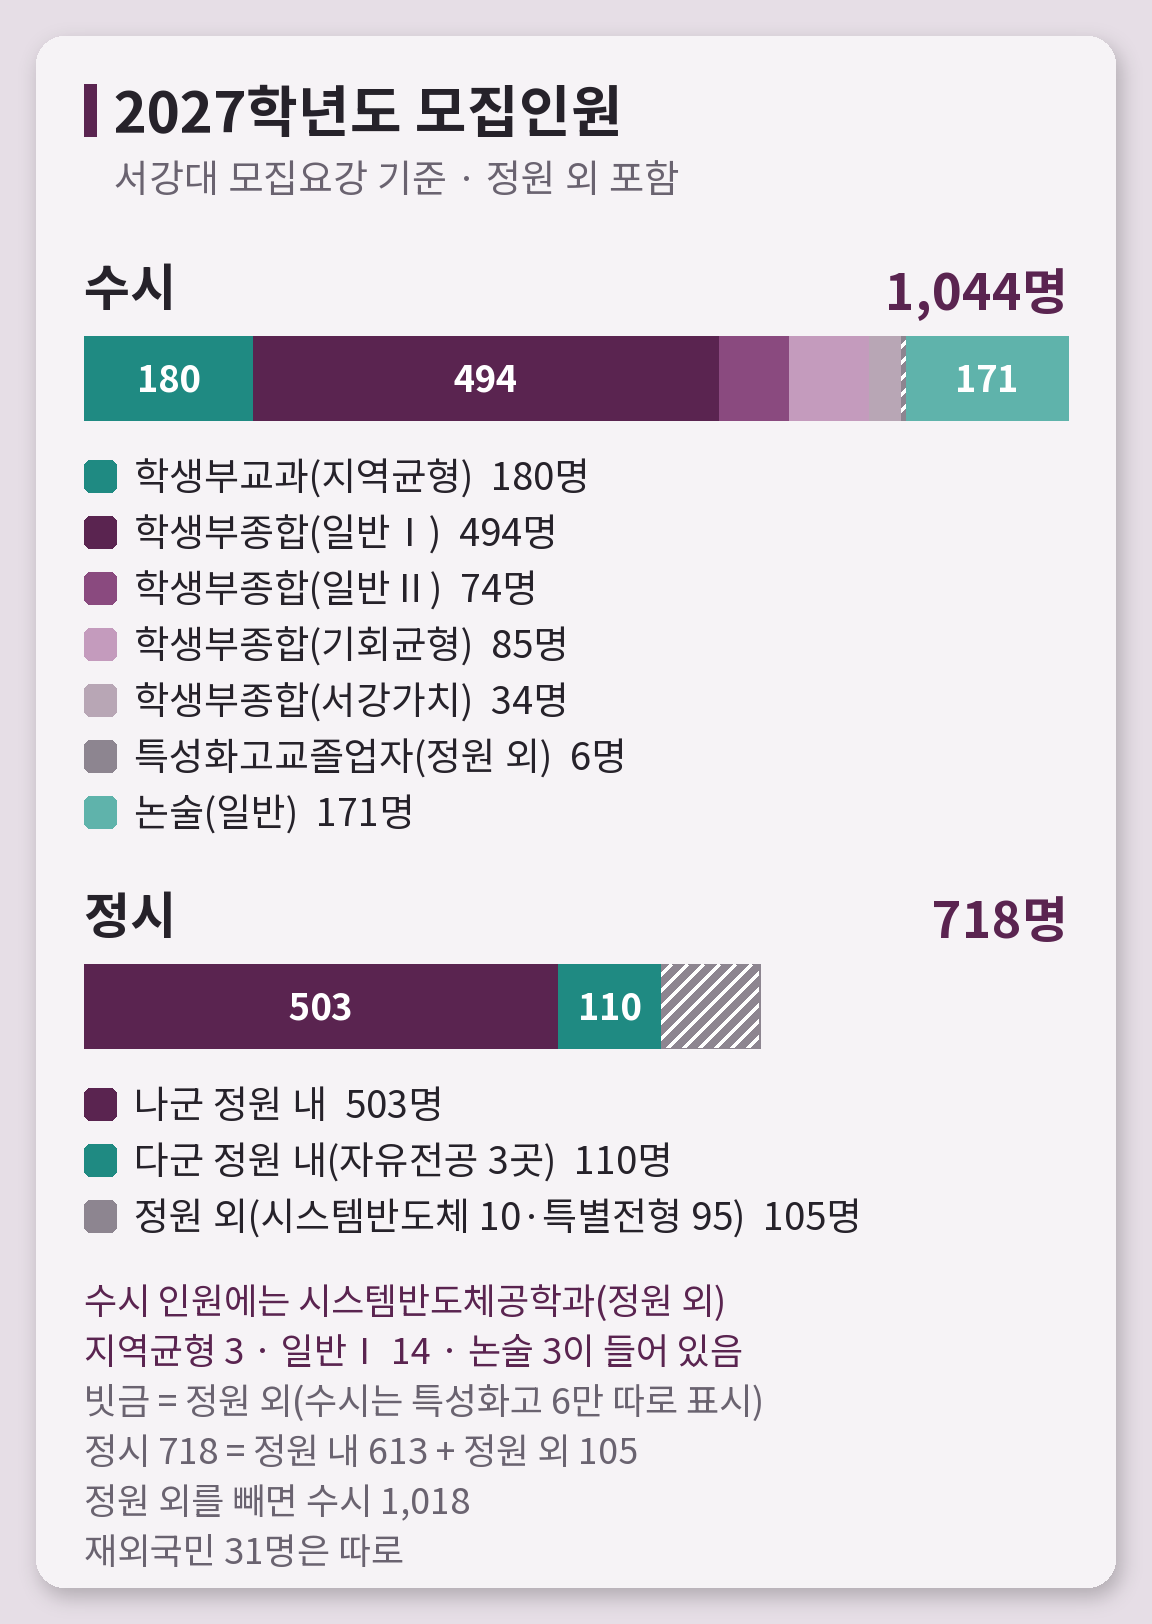 2027학년도 모집인원
서강대 모집요강 기준 · 정원 외 포함
수시 1,044명
180 494 171
학생부교과(지역균형) 180명
학생부종합(일반Ⅰ) 494명
학생부종합(일반Ⅱ) 74명
학생부종합(기회균형) 85명
학생부종합(서강가치) 34명
특성화고교졸업자(정원 외) 6명
논술(일반) 171명
정시 718명
503 110
나군 정원 내 503명
다군 정원 내(자유전공 3곳) 110명
정원 외(시스템반도체 10·특별전형 95) 105명
수시 인원에는 시스템반도체공학과(정원 외)
지역균형 3 · 일반Ⅰ 14 · 논술 3이 들어 있음
빗금 = 정원 외(수시는 특성화고 6만 따로 표시)
정시 718 = 정원 내 613 + 정원 외 105
정원 외를 빼면 수시 1,018
재외국민 31명은 따로